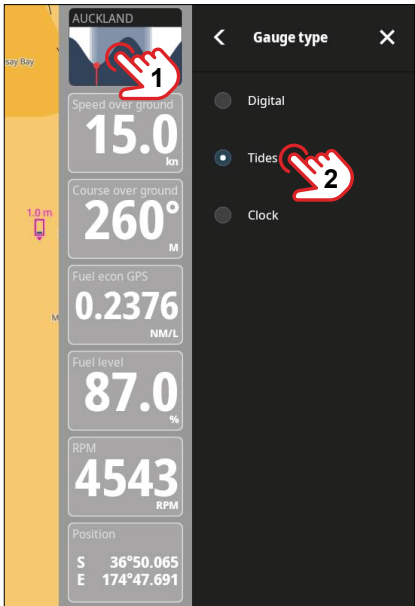 AUCKLAND
say Bay
1
Speed over ground
15.0
kn
Course over ground
260°
M
1.0 m
Fuel econ GPS
0.2376
NM/L
M
Fuel level
87.0
%
RPM
4543
RPM
Position
S 36°50.065
E 174°47.691
Gauge type
Digital
Tides
2
Clock